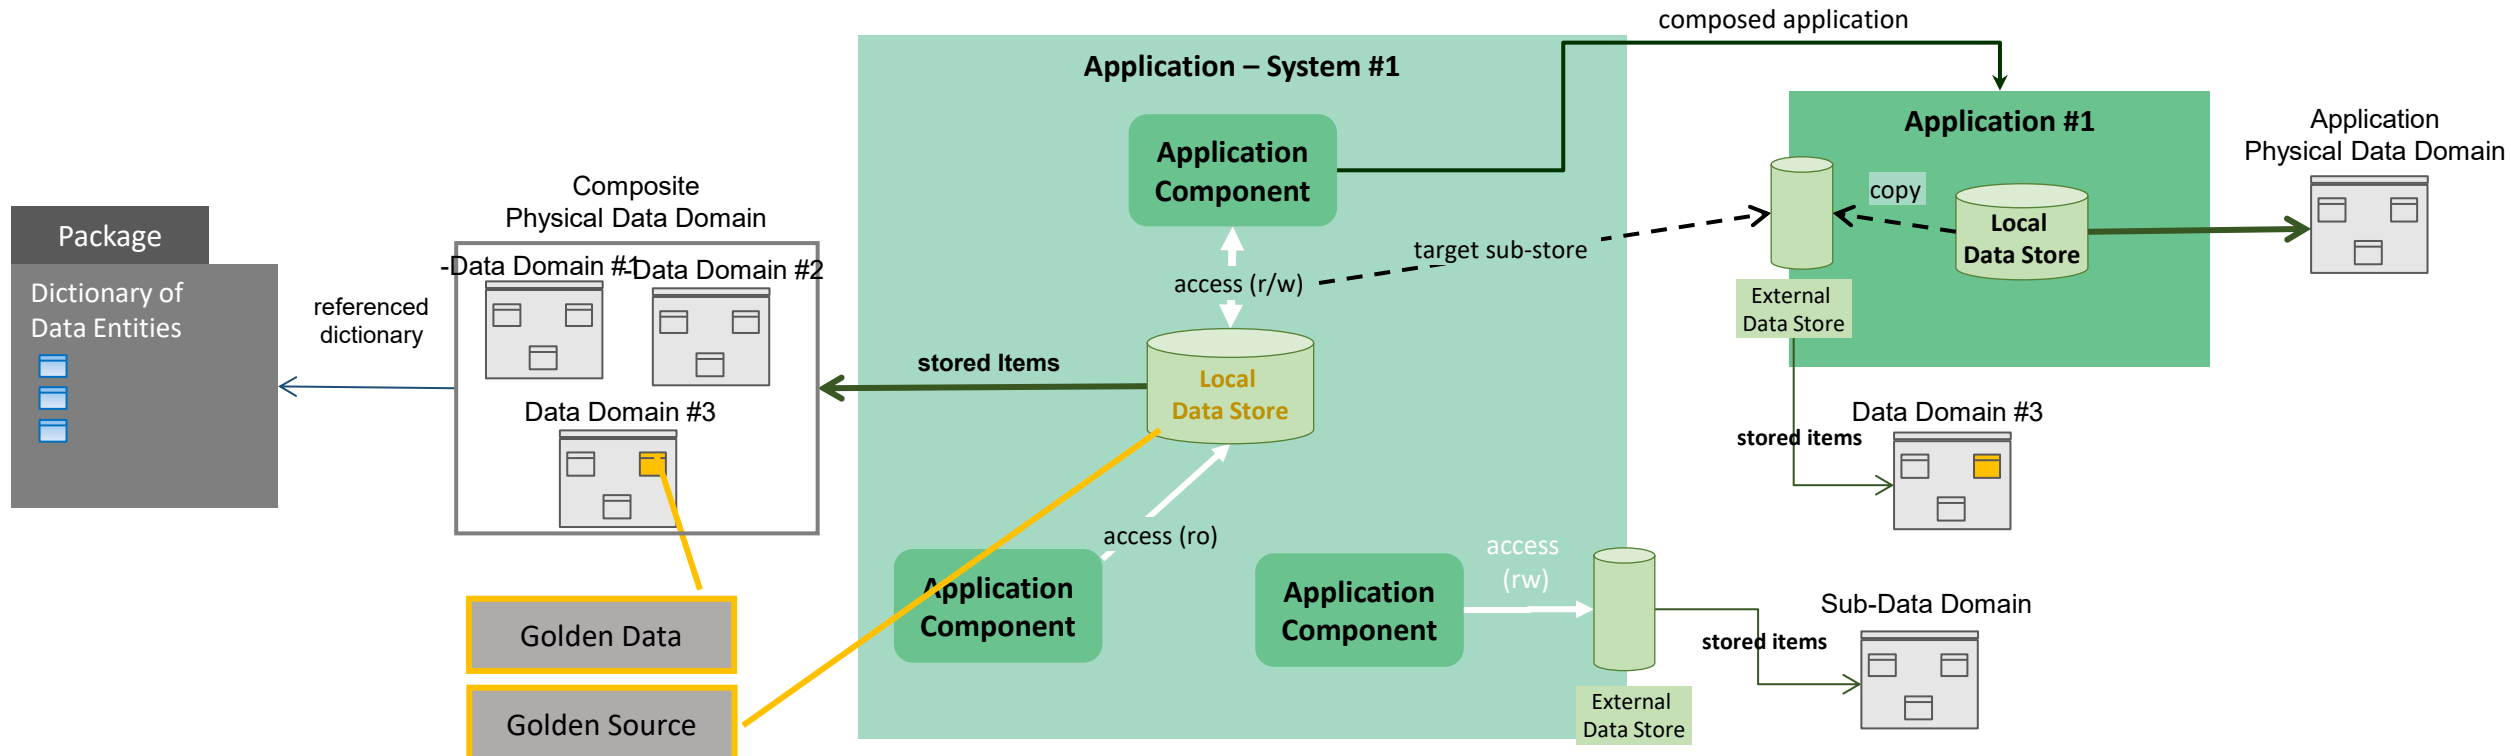 composed application
Application – System #1
Application #1
Application
Physical Data Domain
Application
Component
copy
Local
Data Store
Composite
Physical Data Domain
Package
-Data Domain #1
-Data Domain #2
target sub-store
access (r/w)
External
Data Store
Dictionary of
Data Entities
referenced
dictionary
stored Items
Local
Data Store
Data Domain #3
Data Domain #3
stored items
access (ro)
access
(rw)
Application
Component
Application
Component
Sub-Data Domain
stored items
Golden Data
Golden Source
External
Data Store